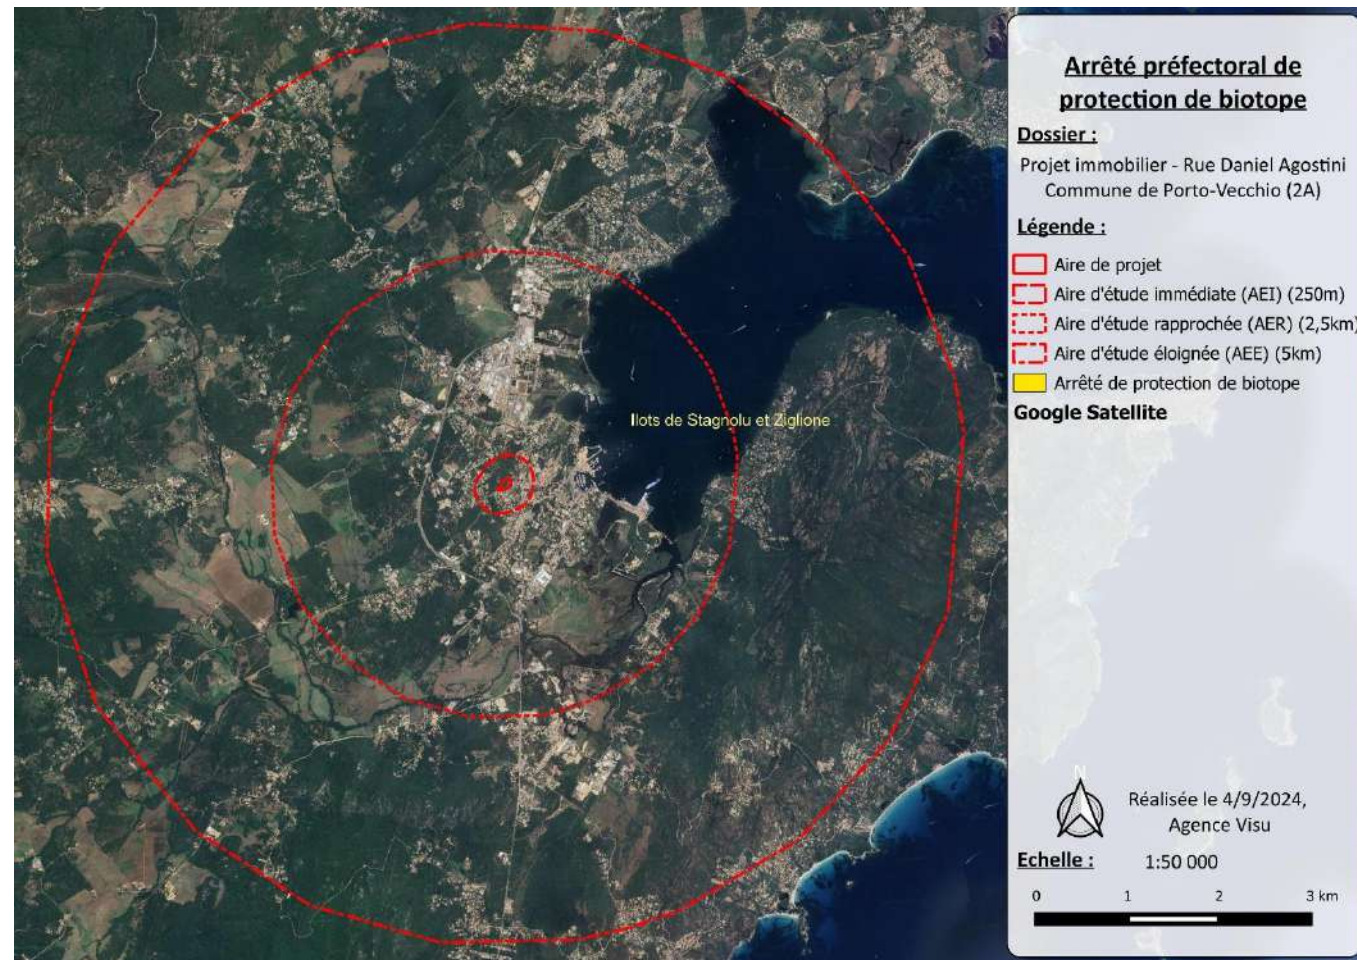 Arrêté préfectoral de
protection de biotope
Dossier :
Projet immobilier - Rue Daniel Agostini
Commune de Porto-Vecchio (2A)
Légende :
Aire de projet
Aire d'étude immédiate (AEI) (250m)
Aire d'étude rapprochée (AER) (2,5km)
Aire d'étude éloignée (AEE) (5km)
Arrêté de protection de biotope
Google Satellite
Ilots de Stagnolu et Ziglione
N
Réalisée le 4/9/2024,
Agence Visu
Echelle : 1:50 000
0 1 2 3 km